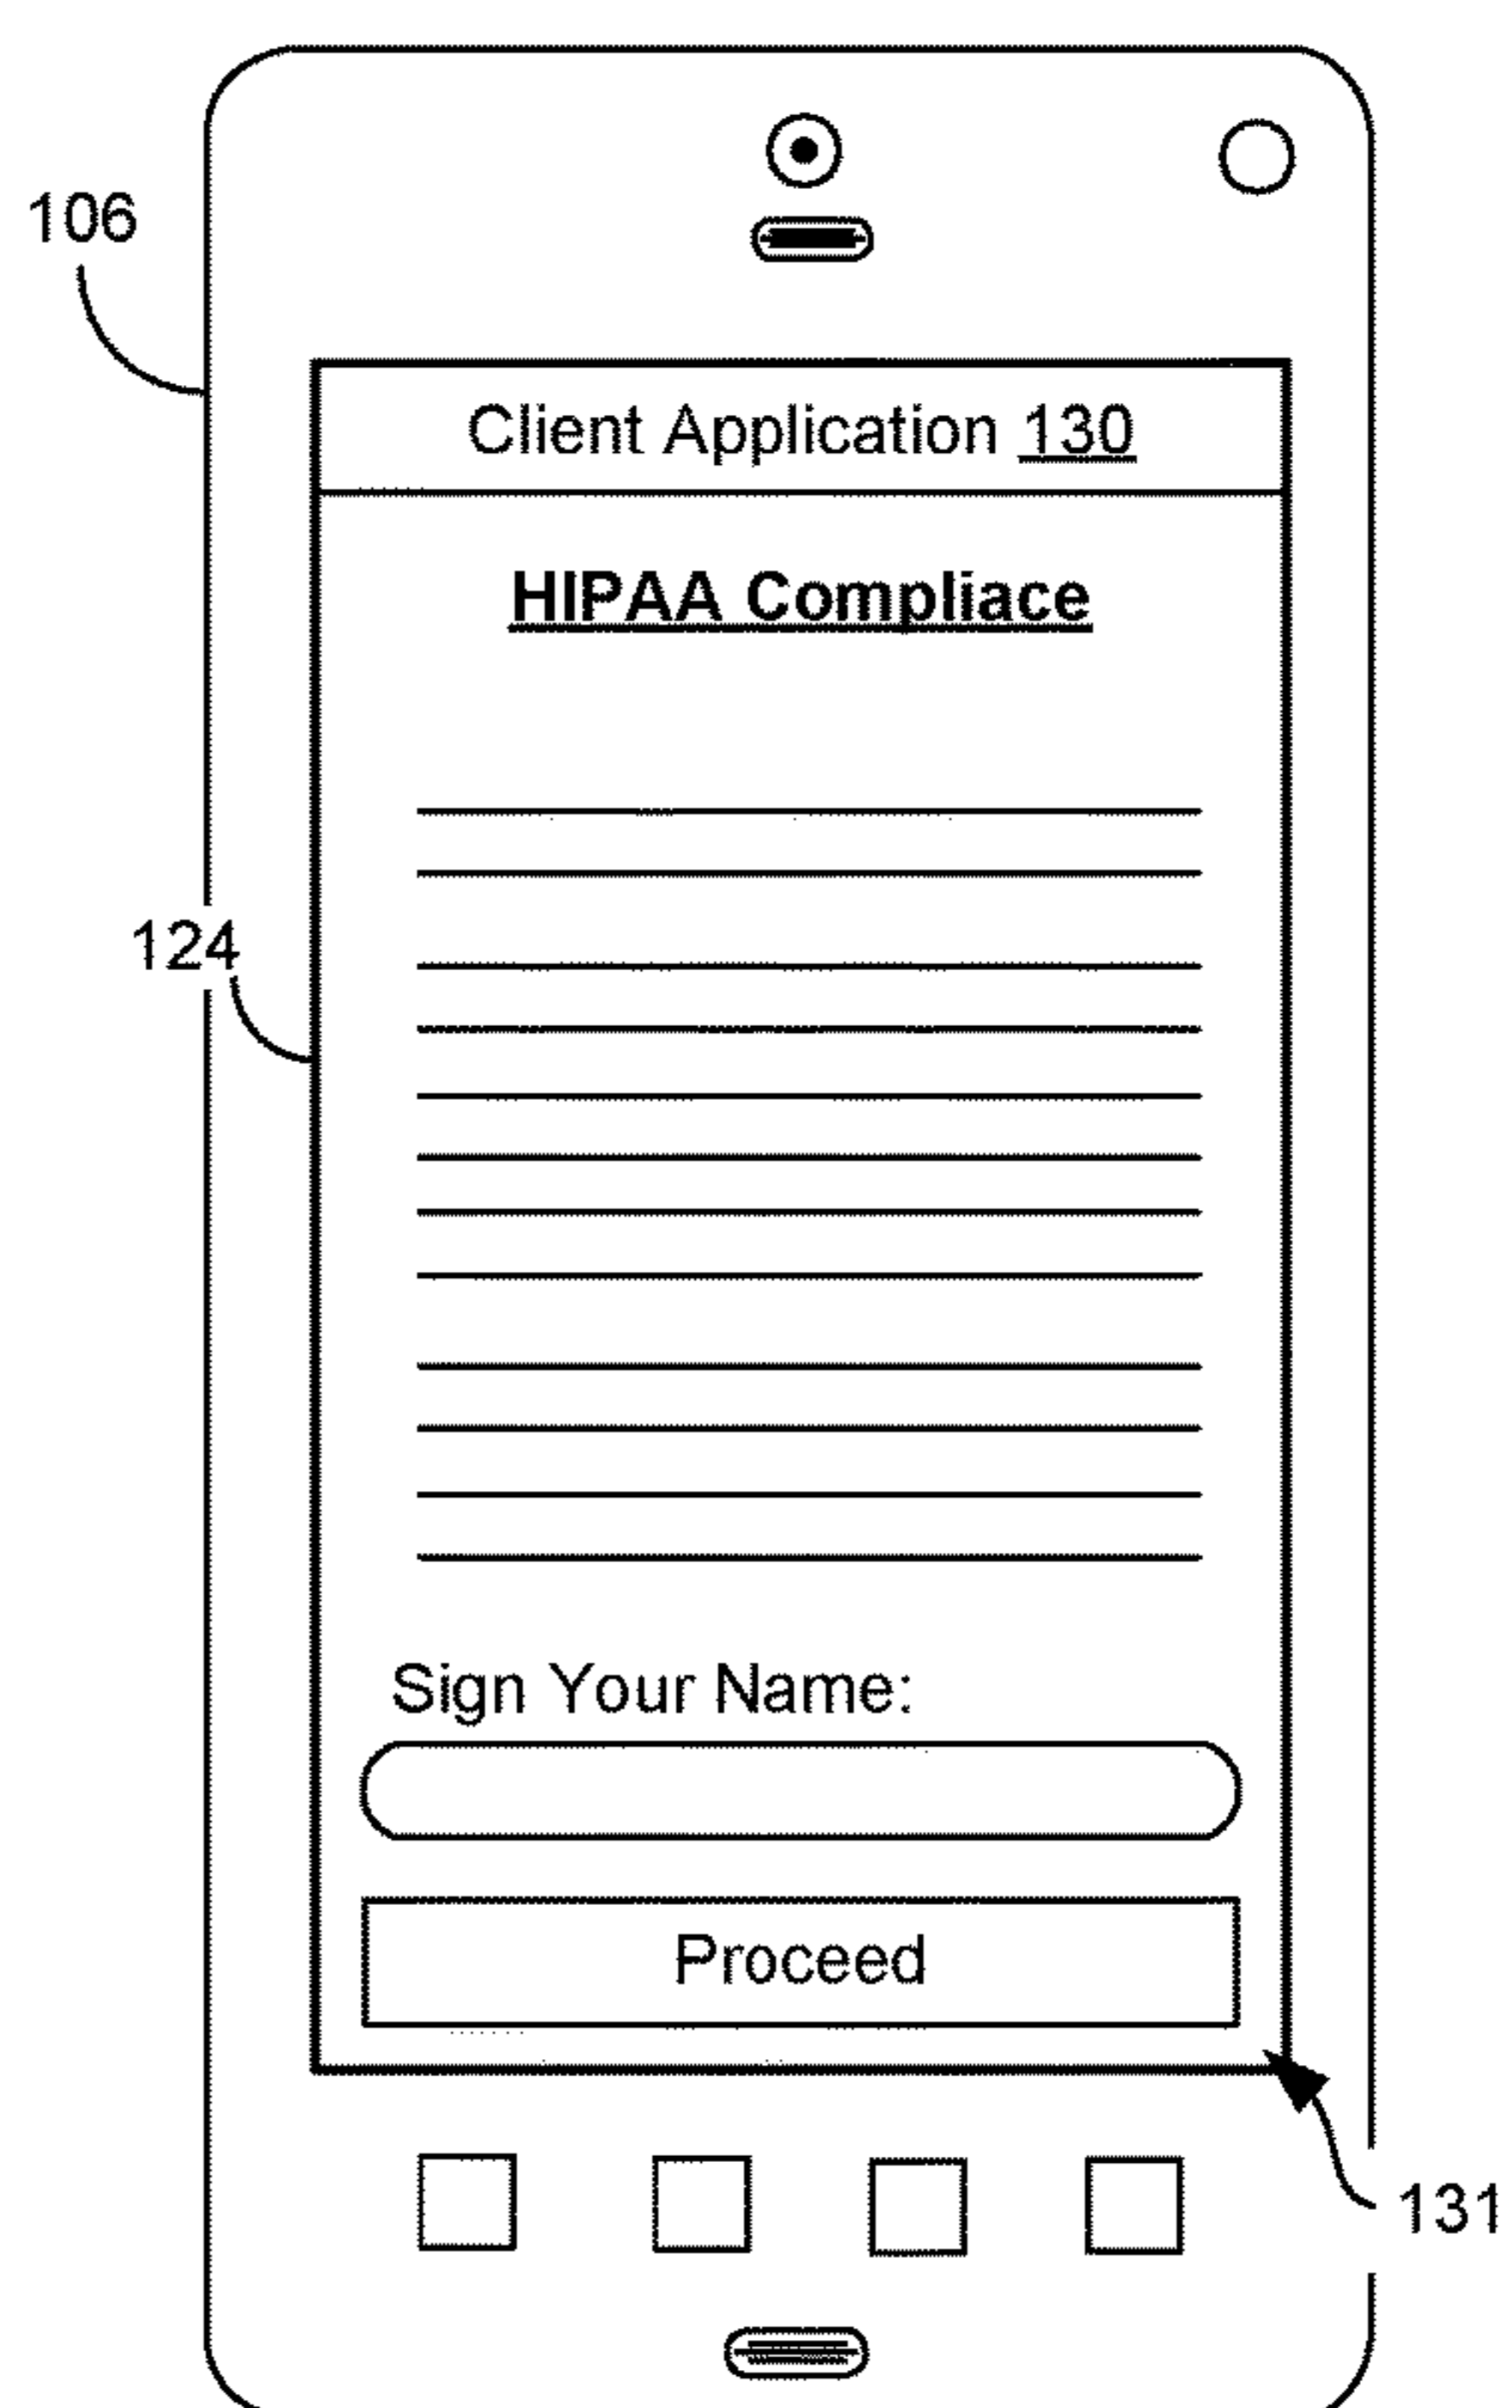 106
Client Application 130
HIPAA Compliace
124
Sign Your Name:
Proceed
131